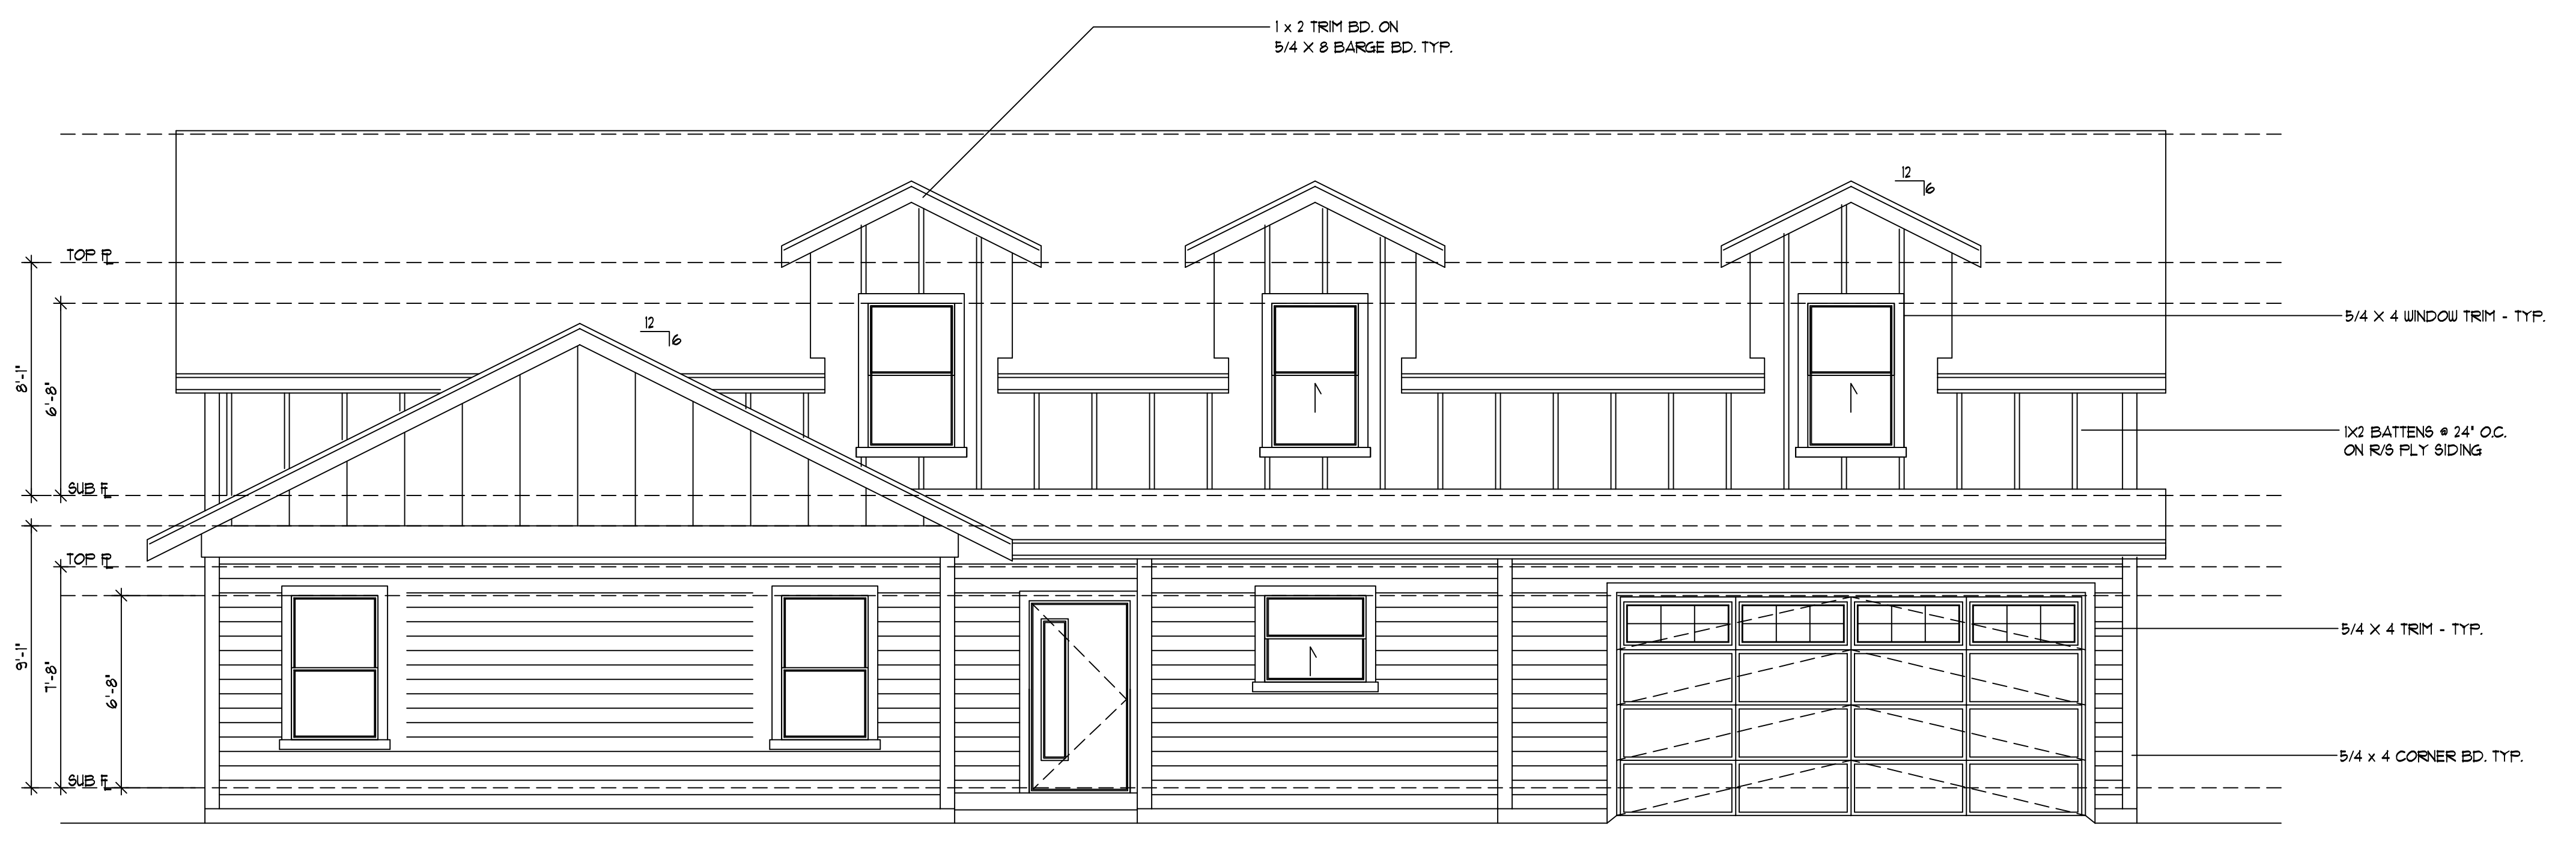 1 x 2 TRIM BD. ON
5/4 X 8 BARGE BD. TYP.
12
6
TOP PL
12
6
5/4 X 4 WINDOW TRIM - TYP.
8'-1"
6'-8"
1X2 BATTENS @ 24" O.C.
ON R/S PLY SIDING
SUB FL
TOP PL
5/4 X 4 TRIM - TYP.
9'-1"
7'-8"
6'-8"
5/4 x 4 CORNER BD. TYP.
SUB FL